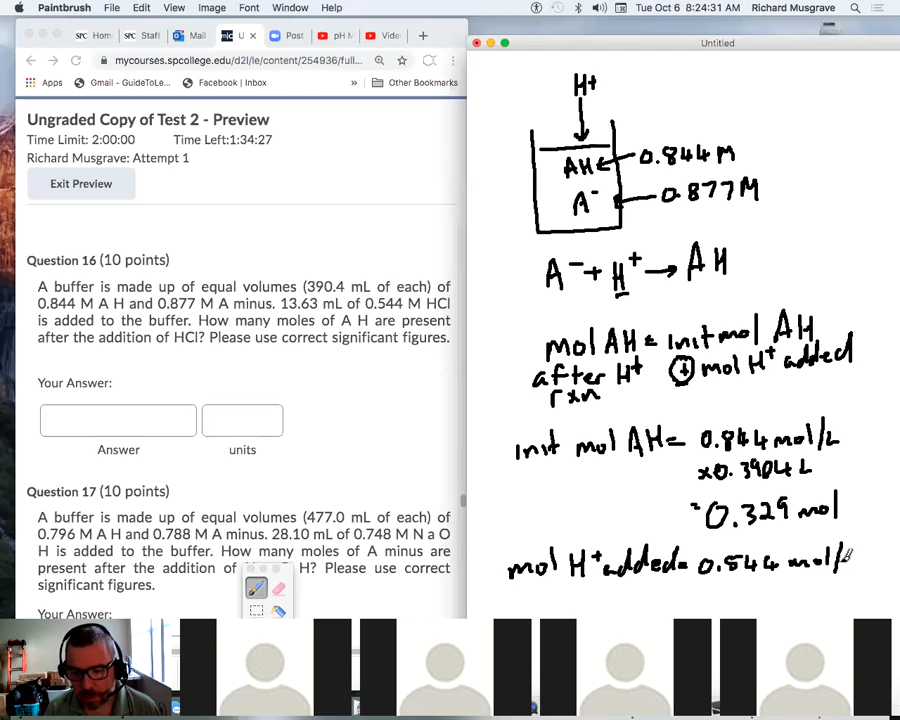 Paintbrush File Edit View Image Font Window Help
Tue Oct 6 8:24:31 AM Richard Musgrave
SPC Hom
SPC Staff
Mail
U
Post
pH M
Vide
mycourses.spcollege.edu/d2l/le/content/254936/full...
Apps
Gmail - GuideToLe...
Facebook | Inbox
»
Other Bookmarks
Ungraded Copy of Test 2 - Preview
Time Limit: 2:00:00 Time Left:1:34:27
Richard Musgrave: Attempt 1
Exit Preview
Question 16 (10 points)
A buffer is made up of equal volumes (390.4 mL of each) of
0.844 M A H and 0.877 M A minus. 13.63 mL of 0.544 M HCl
is added to the buffer. How many moles of A H are present
after the addition of HCl? Please use correct significant figures.
Your Answer:
Answer
units
Question 17 (10 points)
A buffer is made up of equal volumes (477.0 mL of each) of
0.796 M A H and 0.788 M A minus. 28.10 mL of 0.748 M N a O
H is added to the buffer. How many moles of A minus are
present after the addition of H? Please use correct
significant figures.
Your Answer:
Untitled
H+
AH ← 0.844 M
A⁻ ← 0.877 M
A⁻ + H⁺ → AH
mol AH = init mol AH
after H+ + mol H+ added
rxn
init mol AH = 0.844 mol/L
x0.3904 L
= 0.329 mol
mol H+ added = 0.544 mol/